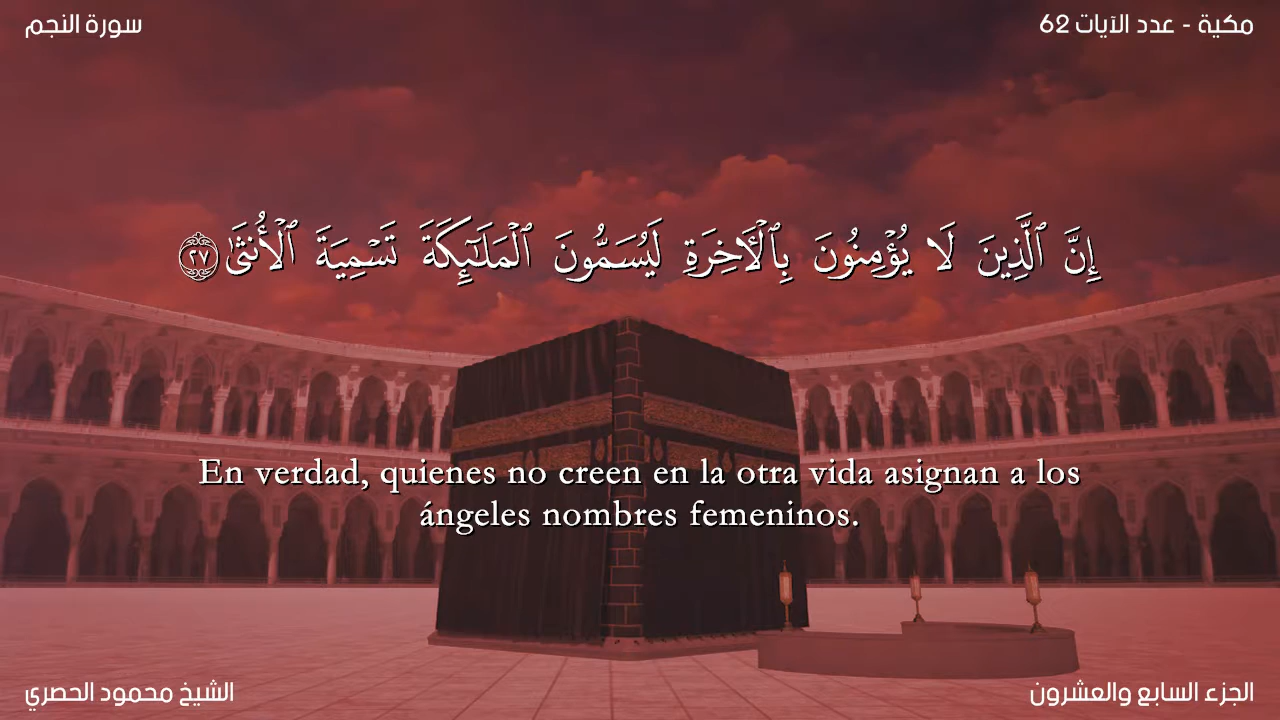 سورة النجم
مكية - عدد الآيات 62
إِنَّ ٱلَّذِينَ لَا يُؤْمِنُونَ بِٱلْأَخِرَةِ لَيُسَمُّونَ ٱلْمَلَٰٓئِكَةَ تَسْمِيَةَ ٱلْأُنثَىٰ ٢٧
En verdad, quienes no creen en la otra vida asignan a los
ángeles nombres femeninos.
الشيخ محمود الحصري
الجزء السابع والعشرون